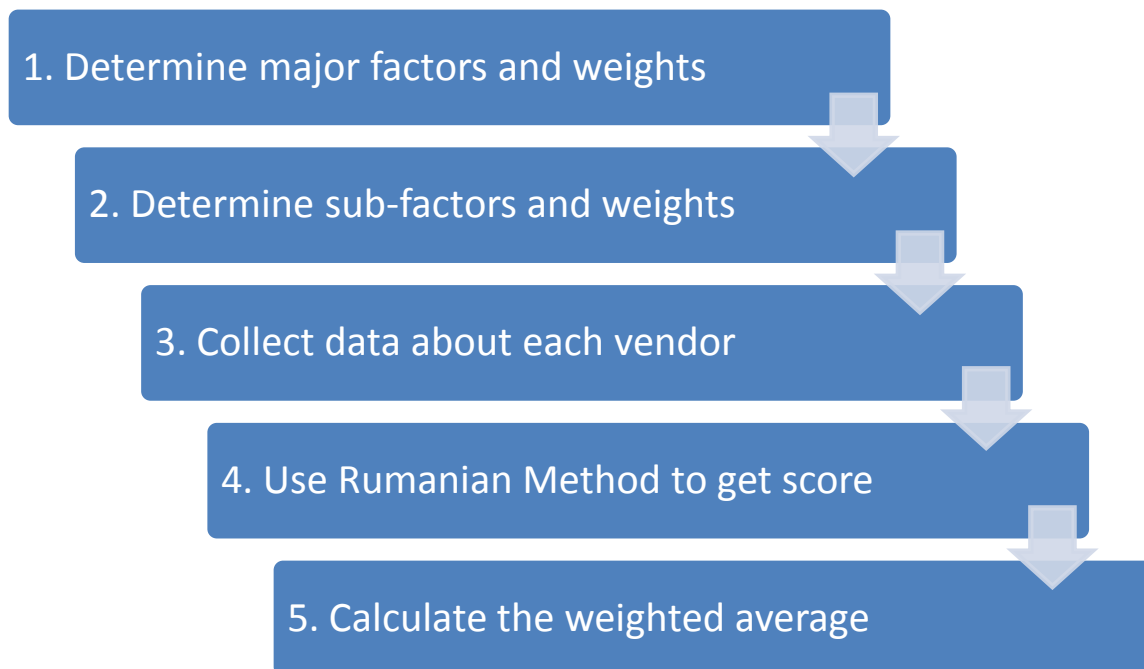 1. Determine major factors and weights
2. Determine sub-factors and weights
3. Collect data about each vendor
4. Use Rumanian Method to get score
5. Calculate the weighted average